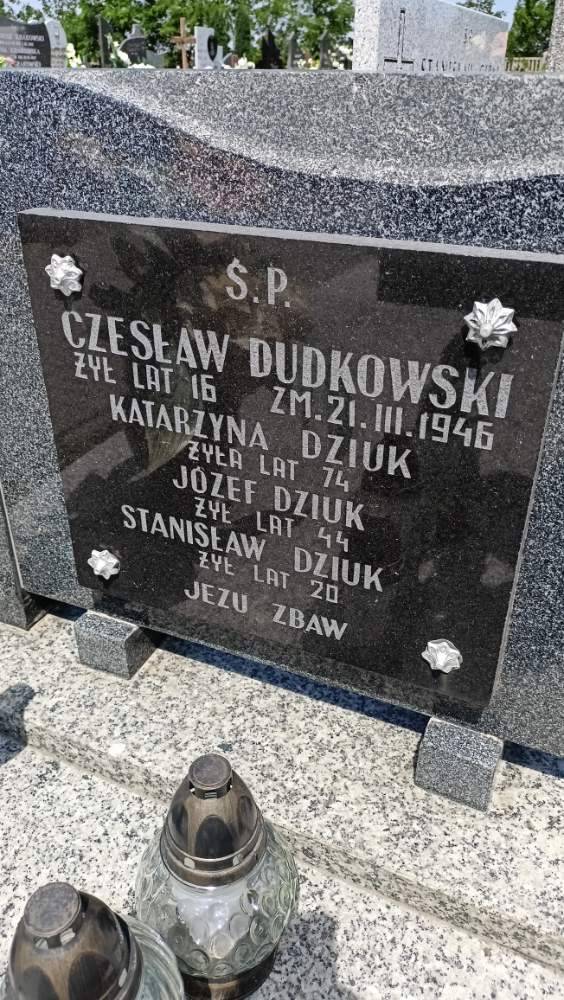 Ś.P.
CZESŁAW DUDKOWSKI
ŻYŁ LAT 16 ZM. 21.III.1946
KATARZYNA DZIUK
ŻYŁA LAT 74
JÓZEF DZIUK
ŻYŁ LAT 44
STANISŁAW DZIUK
ŻYŁ LAT 20
JEZU ZBAW